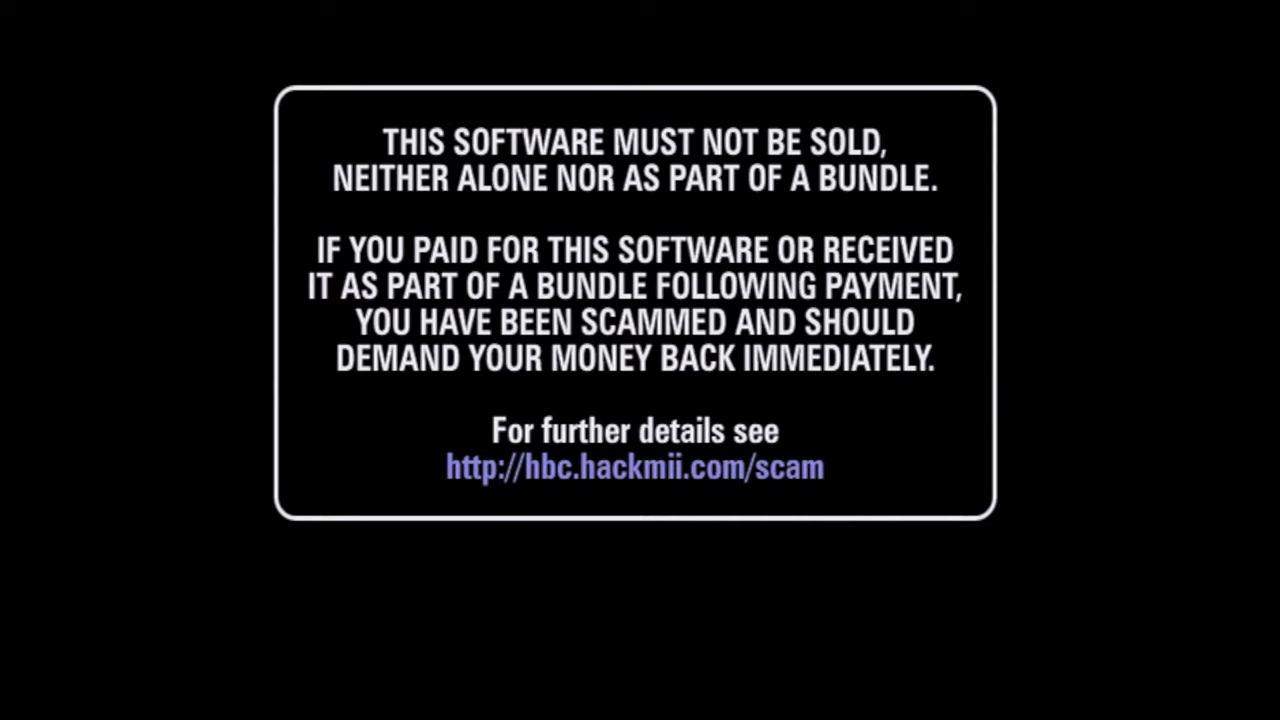 THIS SOFTWARE MUST NOT BE SOLD,
NEITHER ALONE NOR AS PART OF A BUNDLE.
IF YOU PAID FOR THIS SOFTWARE OR RECEIVED
IT AS PART OF A BUNDLE FOLLOWING PAYMENT,
YOU HAVE BEEN SCAMMED AND SHOULD
DEMAND YOUR MONEY BACK IMMEDIATELY.
For further details see
http://hbc.hackmii.com/scam